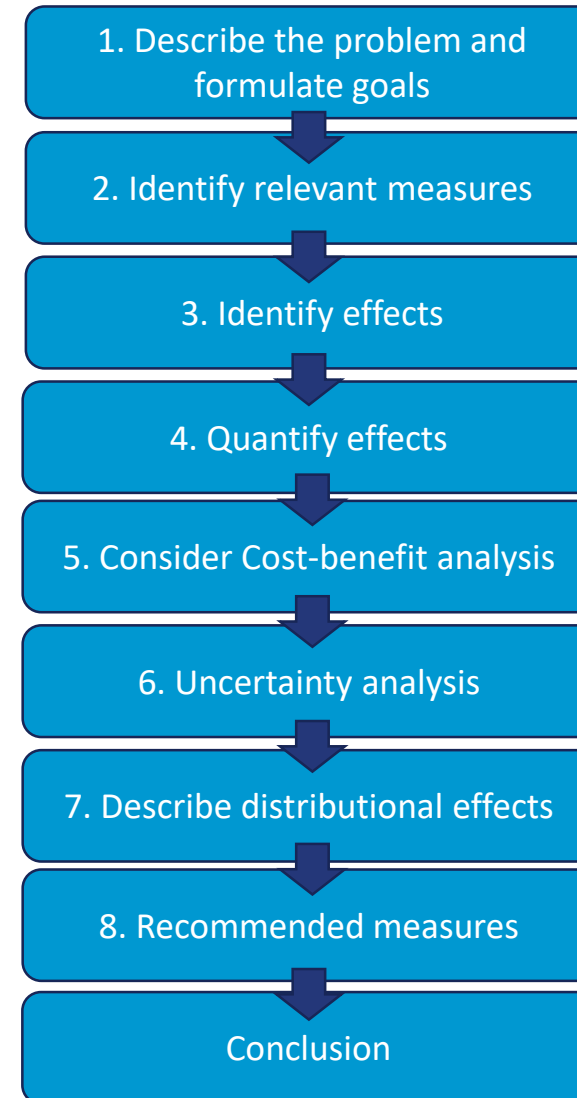 1. Describe the problem and
formulate goals
2. Identify relevant measures
3. Identify effects
4. Quantify effects
5. Consider Cost-benefit analysis
6. Uncertainty analysis
7. Describe distributional effects
8. Recommended measures
Conclusion